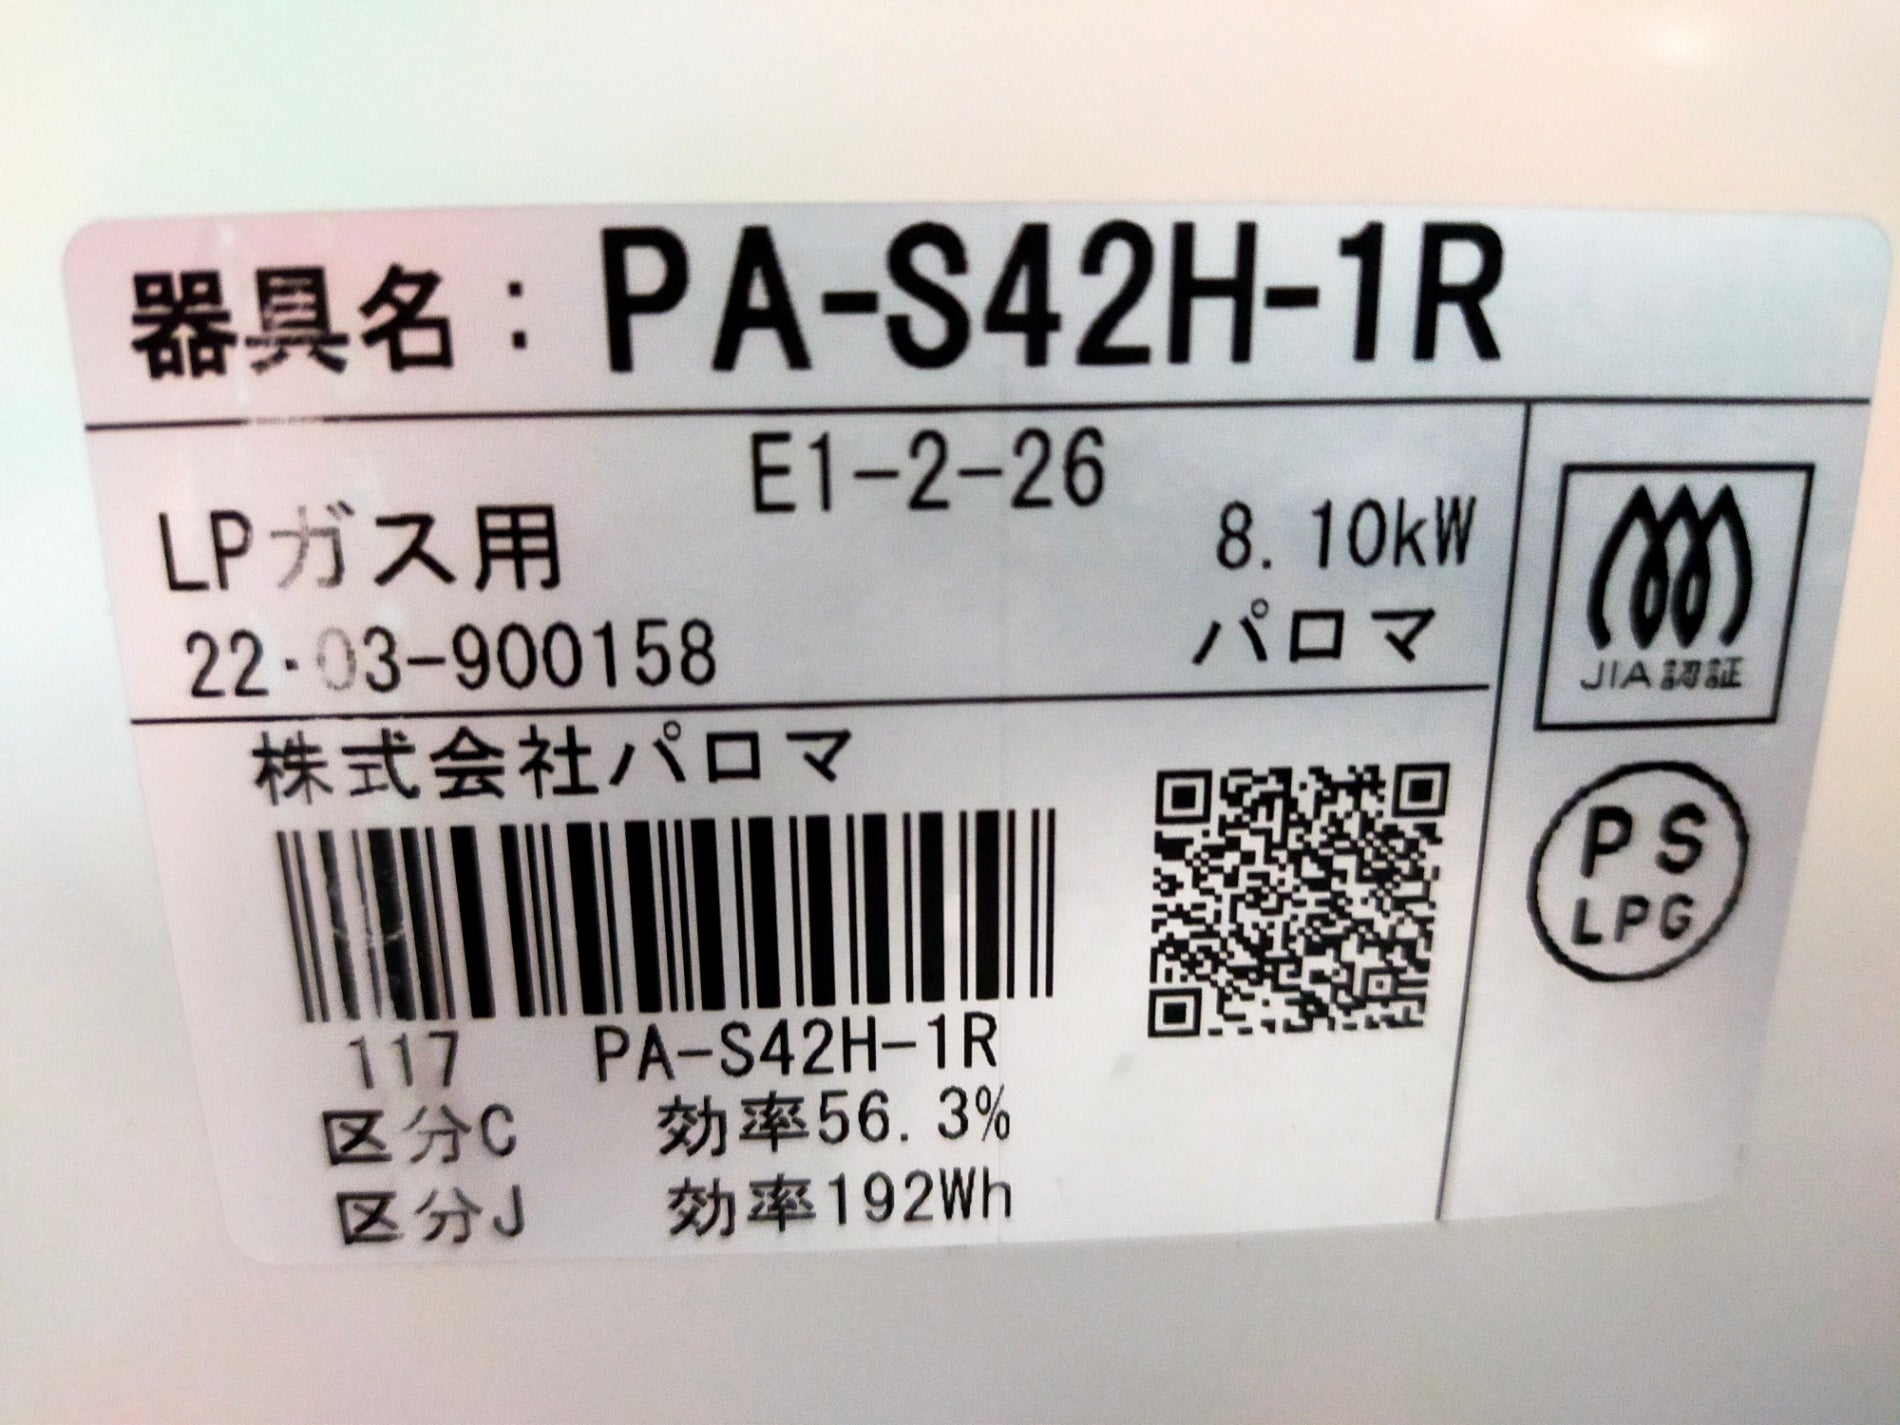 器具名：PA-S42H-1R
E1-2-26
LPガス用 8.10kW
22・03-900158 パロマ
JIA認証
株式会社パロマ
PS
LPG
117 PA-S42H-1R
区分C 効率56.3%
区分J 効率192Wh